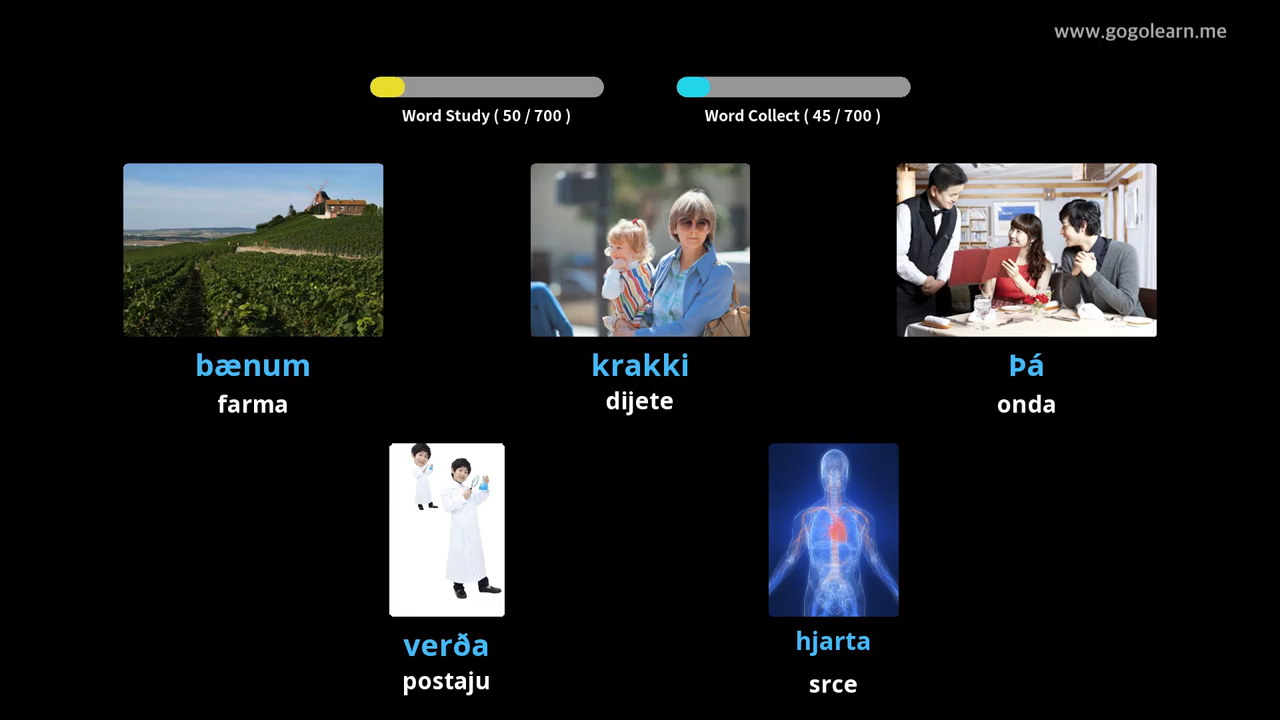 www.gogolearn.me
Word Study ( 50 / 700 )
Word Collect ( 45 / 700 )
bænum
farma
krakki
dijete
Þá
onda
verða
postaju
hjarta
srce